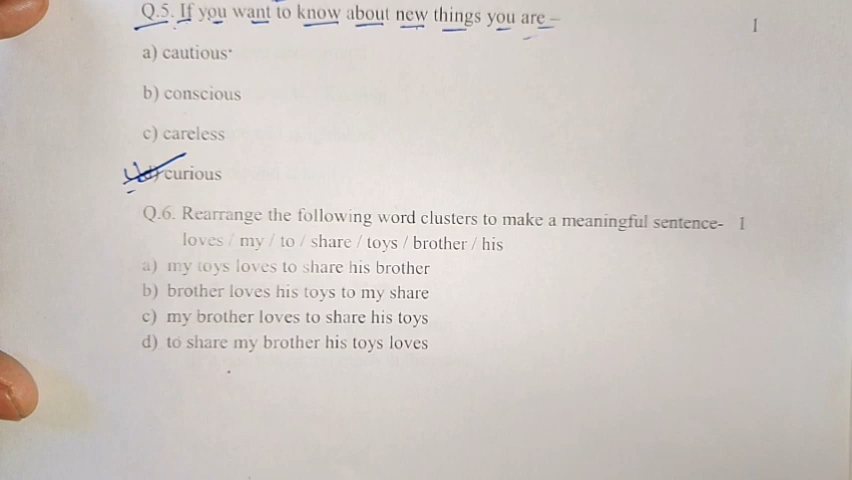 Q.5. If you want to know about new things you are – 1
a) cautious
b) conscious
c) careless
d) curious
Q.6. Rearrange the following word clusters to make a meaningful sentence- 1
loves / my / to / share / toys / brother / his
a) my toys loves to share his brother
b) brother loves his toys to my share
c) my brother loves to share his toys
d) to share my brother his toys loves